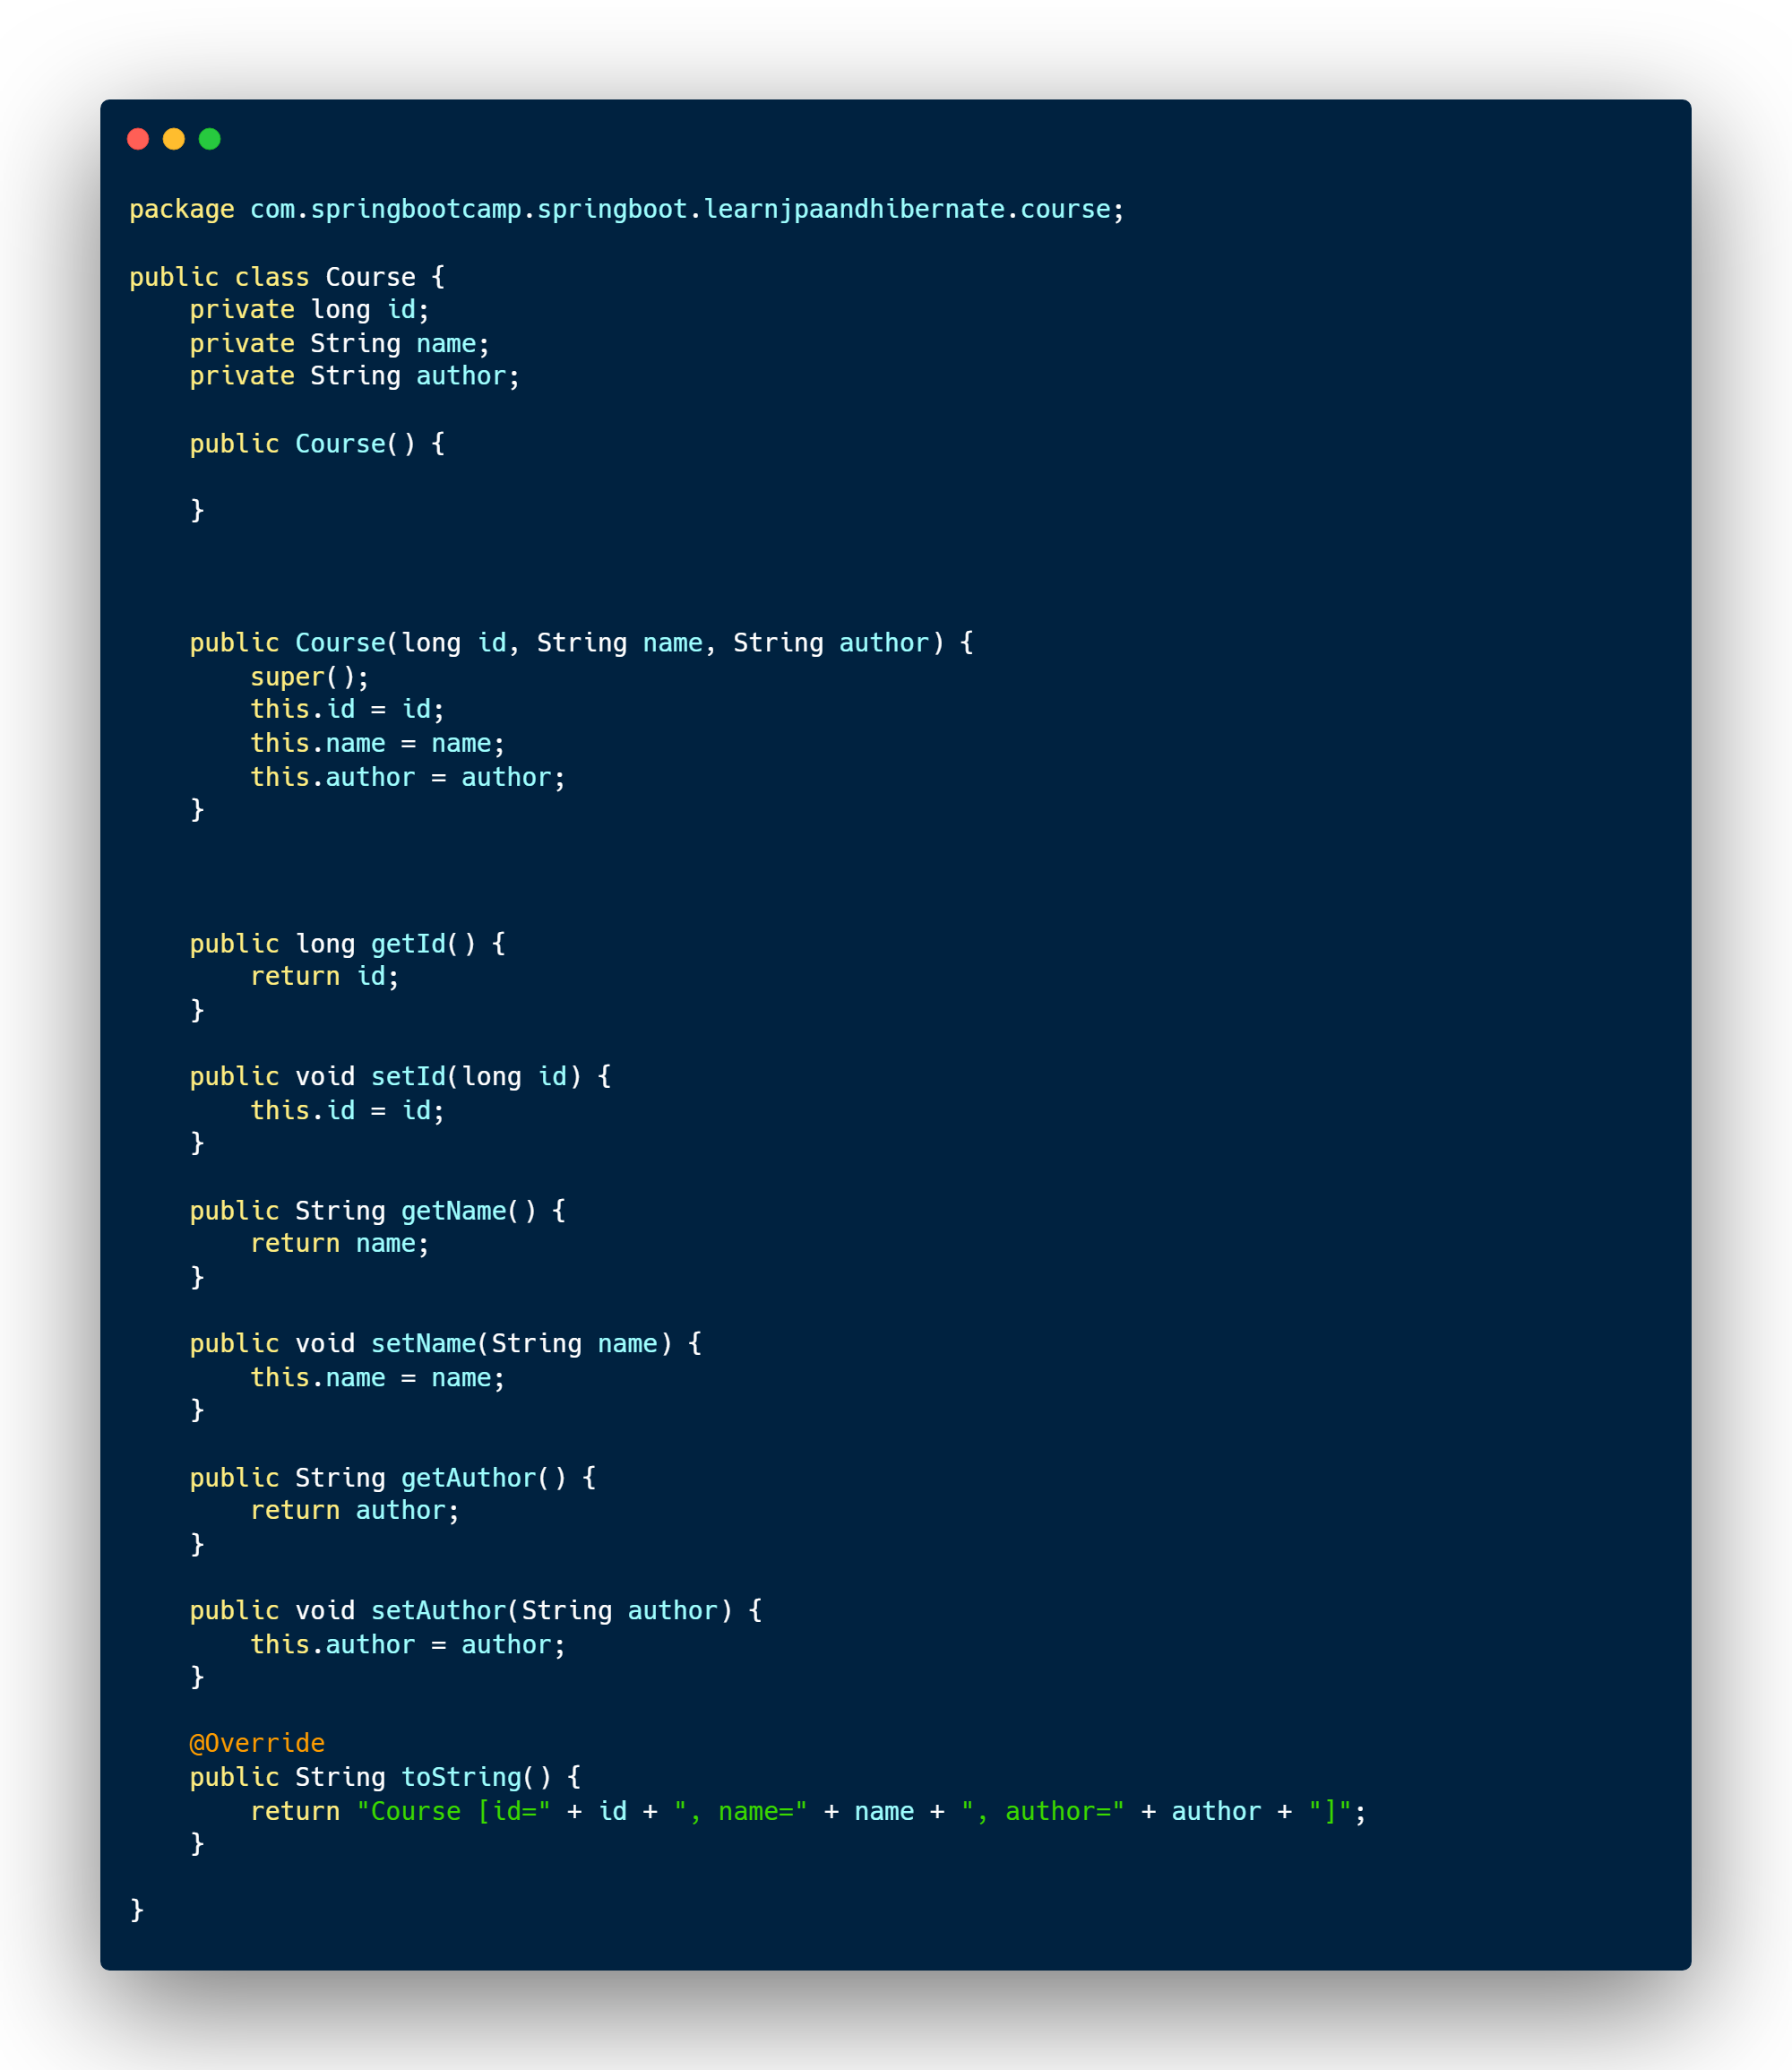 package com.springbootcamp.springboot.learnjpaandhibernate.course;

public class Course {
    private long id;
    private String name;
    private String author;

    public Course() {

    }



    public Course(long id, String name, String author) {
        super();
        this.id = id;
        this.name = name;
        this.author = author;
    }



    public long getId() {
        return id;
    }

    public void setId(long id) {
        this.id = id;
    }

    public String getName() {
        return name;
    }

    public void setName(String name) {
        this.name = name;
    }

    public String getAuthor() {
        return author;
    }

    public void setAuthor(String author) {
        this.author = author;
    }

    @Override
    public String toString() {
        return "Course [id=" + id + ", name=" + name + ", author=" + author + "]";
    }

}